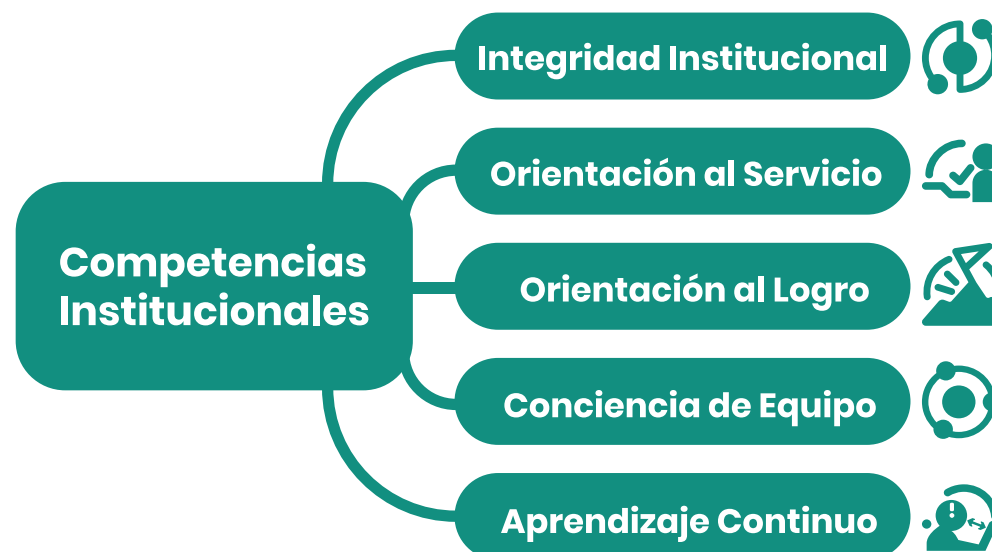 Integridad Institucional
Orientación al Servicio
Competencias
Institucionales
Orientación al Logro
Conciencia de Equipo
Aprendizaje Continuo